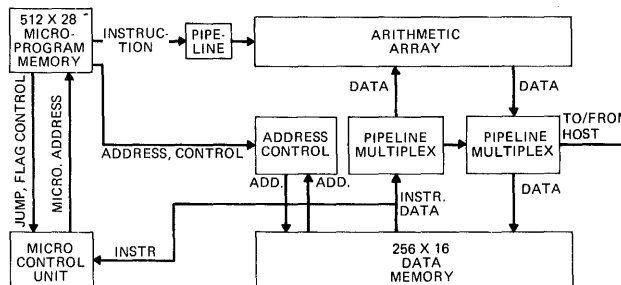 512 X 28
MICRO-
PROGRAM
MEMORY
INSTRUC-
TION
PIPE-
LINE
ARITHMETIC
ARRAY
DATA
DATA
JUMP, FLAG CONTROL
MICRO. ADDRESS
ADDRESS, CONTROL
ADDRESS
CONTROL
PIPELINE
MULTIPLEX
PIPELINE
MULTIPLEX
TO/FROM
HOST
ADD.
ADD.
INSTR.
DATA
DATA
MICRO
CONTROL
UNIT
INSTR
256 X 16
DATA
MEMORY